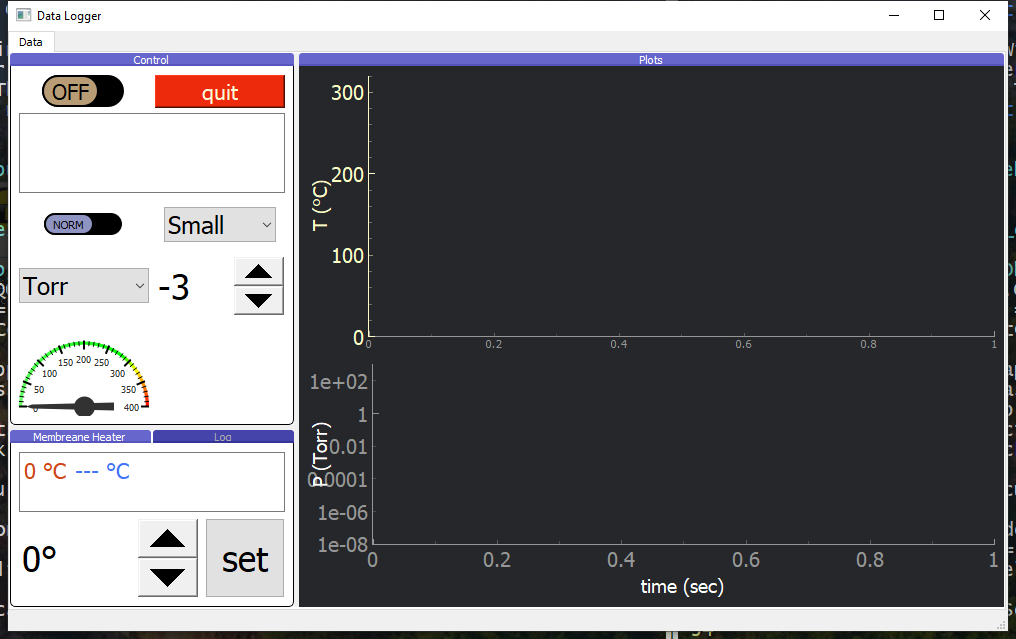 Data Logger
Data
Control
OFF
quit
NORM
Small
Torr
-3
0 50 100 150 200 250 300 350 400
Membreane Heater
Log
0 °C --- °C
0°
set
Plots
T (°C)
300
200
100
0
0 0.2 0.4 0.6 0.8 1
P (Torr)
1e+02
1
0.01
0.0001
1e-06
1e-08
0 0.2 0.4 0.6 0.8 1
time (sec)